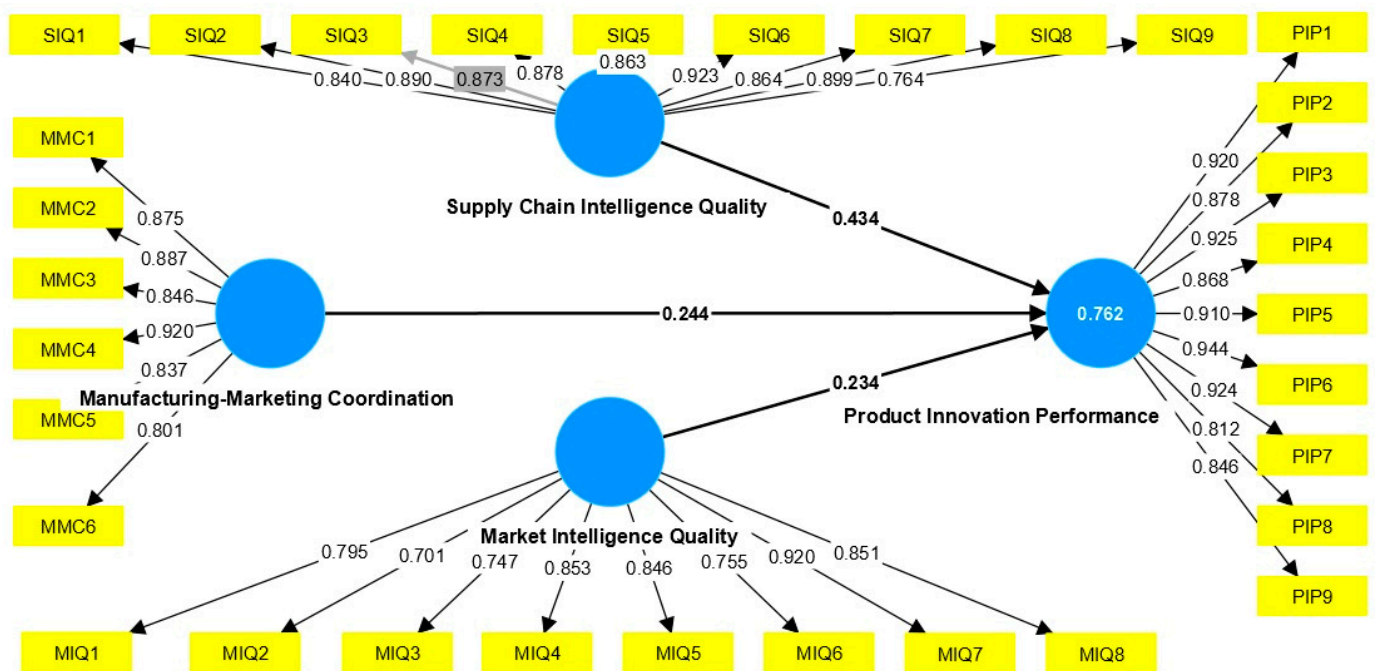 SIQ1 SIQ2 SIQ3 SIQ4 SIQ5 SIQ6 SIQ7 SIQ8 SIQ9
0.840 0.890 0.873 0.878 0.863 0.923 0.864 0.899 0.764
Supply Chain Intelligence Quality
MMC1
MMC2
MMC3
MMC4
MMC5
MMC6
0.875
0.887
0.846
0.920
0.837
0.801
Manufacturing-Marketing Coordination
0.434
0.244
0.234
Market Intelligence Quality
0.795 0.701 0.747 0.853 0.846 0.755 0.920 0.851
MIQ1 MIQ2 MIQ3 MIQ4 MIQ5 MIQ6 MIQ7 MIQ8
0.762
Product Innovation Performance
0.920
0.878
0.925
0.868
0.910
0.944
0.924
0.812
0.846
PIP1
PIP2
PIP3
PIP4
PIP5
PIP6
PIP7
PIP8
PIP9